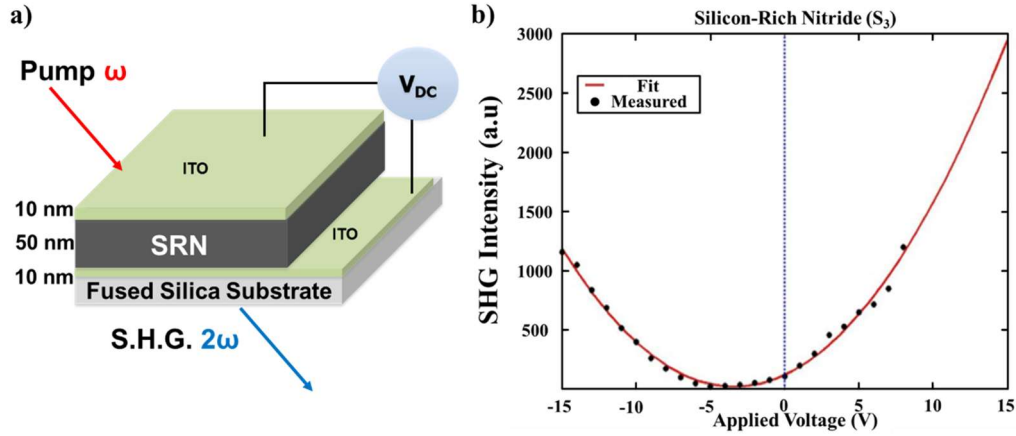 a)
Pump ω
V_DC
ITO
10 nm
50 nm
SRN
ITO
10 nm
Fused Silica Substrate
S.H.G. 2ω
b)
Silicon-Rich Nitride (S₃)
3000
2500
2000
1500
1000
500
Fit
Measured
SHG Intensity (a.u)
-15 -10 -5 0 5 10 15
Applied Voltage (V)